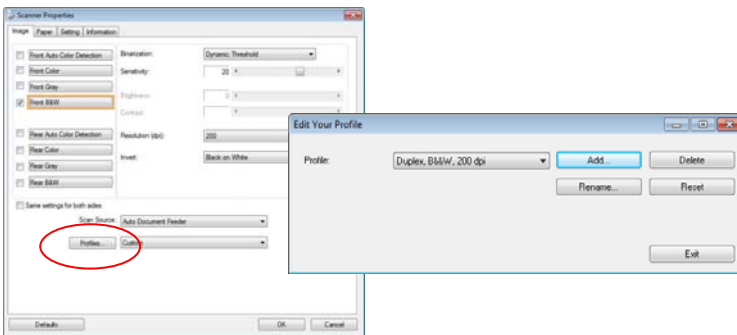 Scanner Properties
Image Paper Setting Information
Front Auto Color Detection
Front Color
Front Gray
Front B&W
Rear Auto Color Detection
Rear Color
Rear Gray
Rear B&W
Binarization: Dynamic Threshold
Sensitivity: 20
Brightness:
Contrast:
Resolution (dpi): 200
Invert: Black on White
Same settings for both sides
Scan Source: Auto Document Feeder
Profiles... Custom
Defaults OK Cancel
Edit Your Profile
Profile: Duplex, B&W, 200 dpi Add... Delete
Rename... Reset
Exit